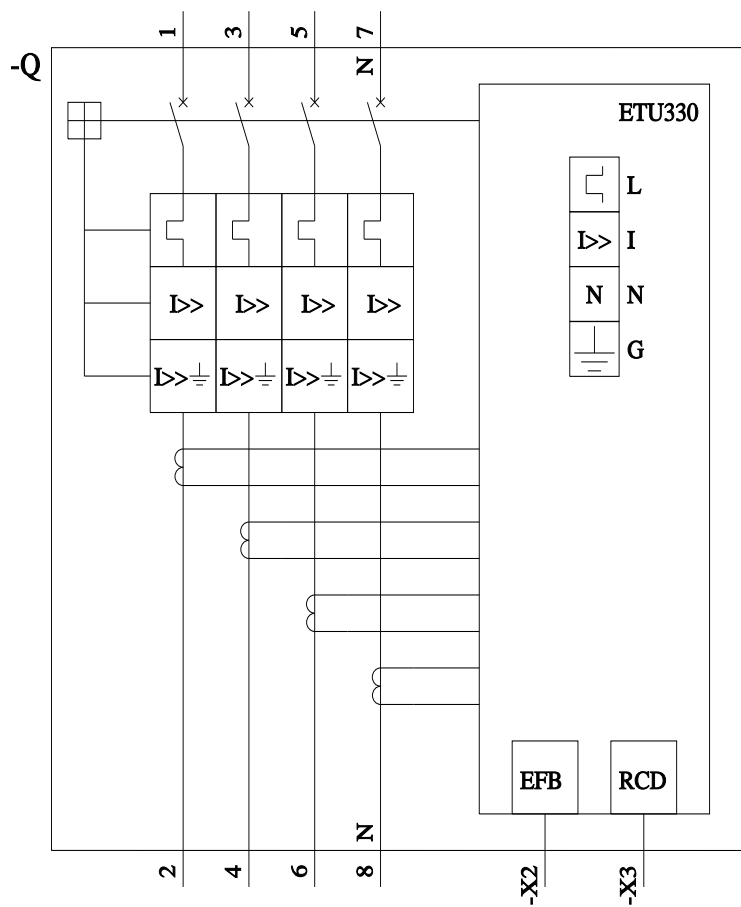 1 3 5 7
N
-Q
ETU330
L
I>> I
N N
G
I>> I>> I>> I>>
I>> I>> I>> I>>
EFB RCD
N
2 4 6 8
-X2 -X3